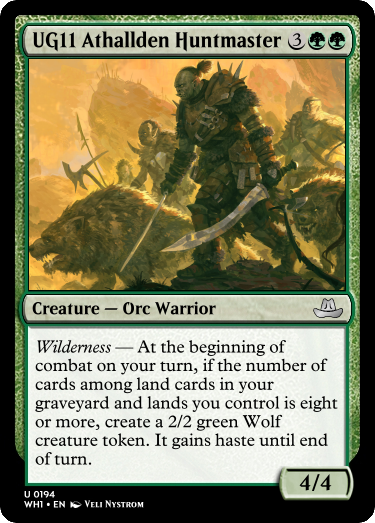 UG11 Athallden Huntmaster 3
Creature — Orc Warrior
Wilderness — At the beginning of
combat on your turn, if the number of
cards among land cards in your
graveyard and lands you control is eight
or more, create a 2/2 green Wolf
creature token. It gains haste until end
of turn.
4/4
U 0194
WH1 • EN Veli Nystrom